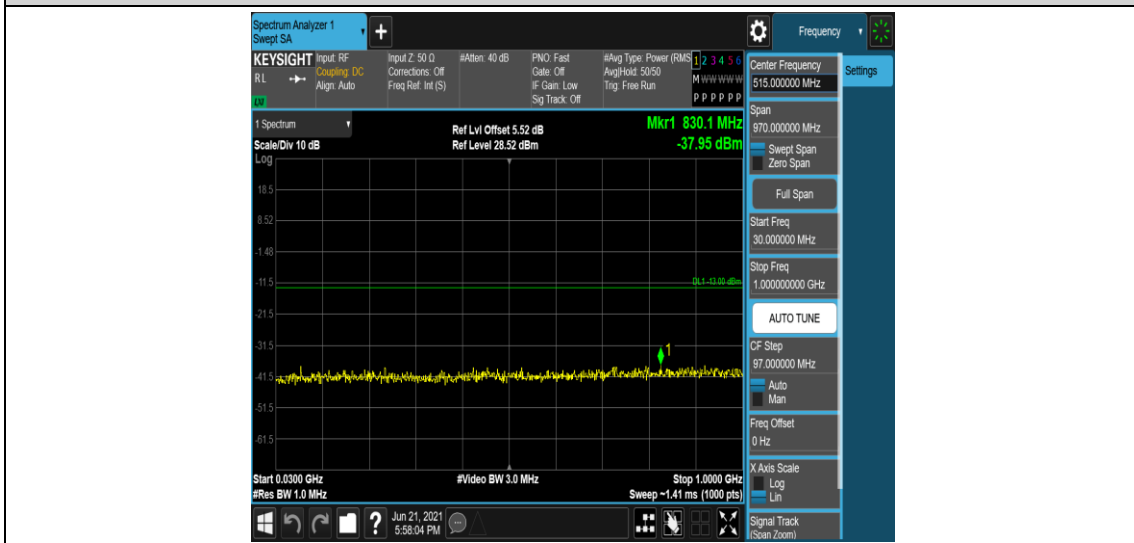 Spectrum Analyzer 1
Swept SA
Frequency
KEYSIGHT
Input: RF
Input Z: 50 Ω
#Atten: 40 dB
PNO: Fast
#Avg Type: Power (RMS
1 2 3 4 5 6
RL
Coupling: DC
Corrections: Off
Gate: Off
Avg|Hold: 50/50
M W W W W W
Align: Auto
Freq Ref: Int (S)
IF Gain: Low
Trig: Free Run
Sig Track: Off
P P P P P P
Center Frequency
515.000000 MHz
Settings
1 Spectrum
Ref Lvl Offset 5.52 dB
Mkr1 830.1 MHz
Scale/Div 10 dB
Ref Level 28.52 dBm
-37.95 dBm
Log
18.5
8.52
-1.48
-11.5
-21.5
-31.5
-41.5
-51.5
-61.5
DL1 -13.00 dBm
1
Start 0.0300 GHz
#Video BW 3.0 MHz
Stop 1.0000 GHz
#Res BW 1.0 MHz
Sweep ~1.41 ms (1000 pts)
Span
970.000000 MHz
Swept Span
Zero Span
Full Span
Start Freq
30.000000 MHz
Stop Freq
1.000000000 GHz
AUTO TUNE
CF Step
97.000000 MHz
Auto
Man
Freq Offset
0 Hz
X Axis Scale
Log
Lin
Signal Track
(Span Zoom)
?
Jun 21, 2021
5:58:04 PM